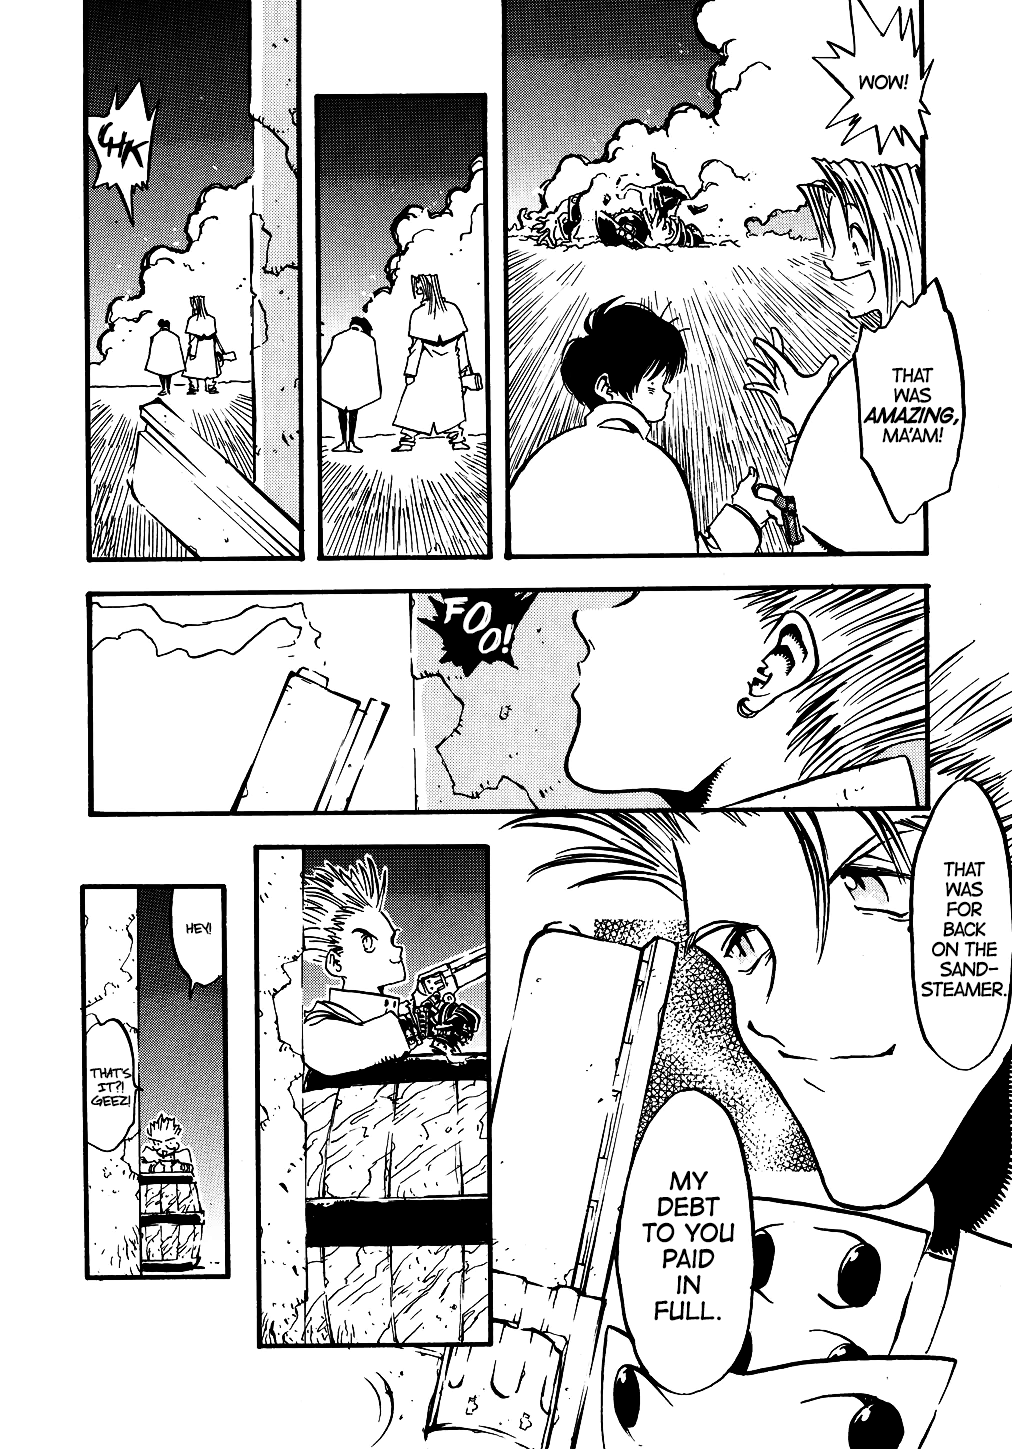 WOW!
THAT
WAS
AMAZING,
MA'AM!
CHK
FOO!
THAT
WAS
FOR
BACK
ON THE
SAND-
STEAMER.
MY
DEBT
TO YOU
PAID
IN
FULL.
HEY!
THAT'S
IT?!
GEEZ!